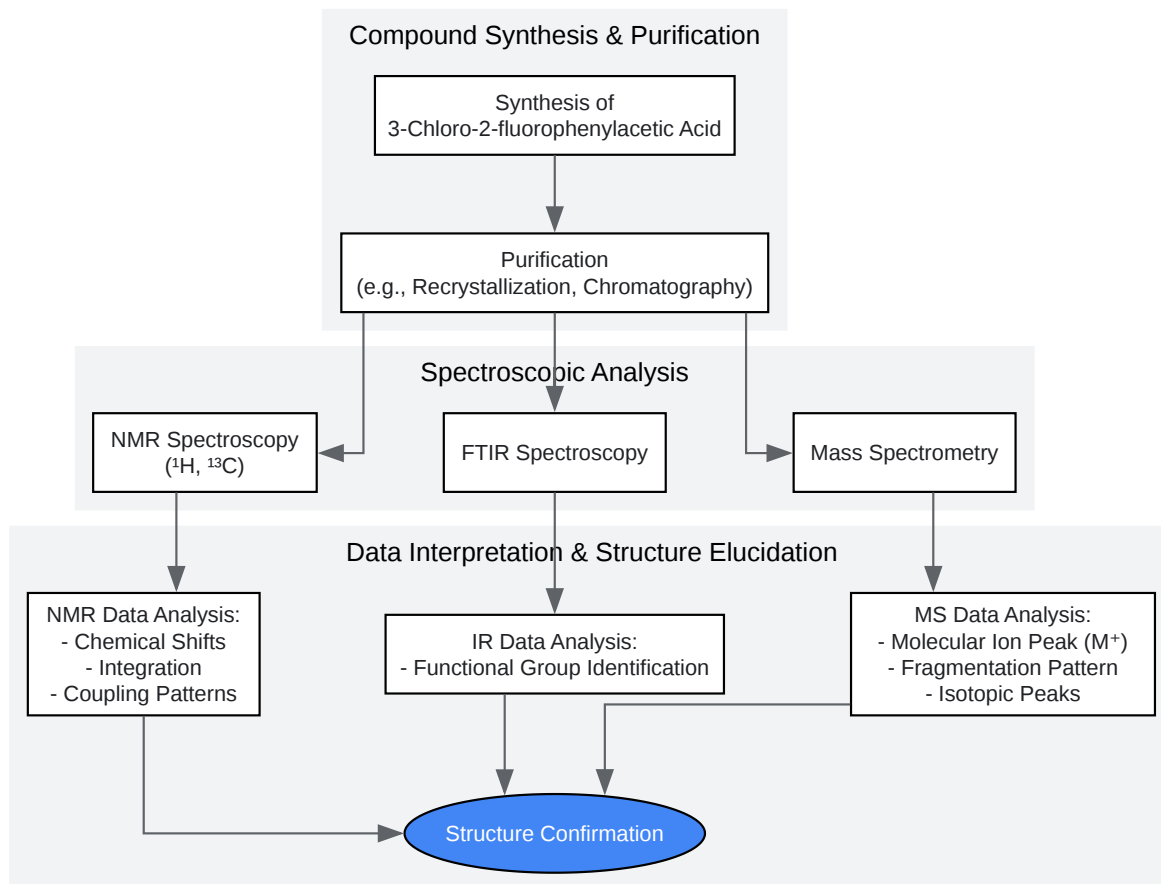 Compound Synthesis & Purification
Synthesis of
3-Chloro-2-fluorophenylacetic Acid
Purification
(e.g., Recrystallization, Chromatography)
Spectroscopic Analysis
NMR Spectroscopy
(¹H, ¹³C)
FTIR Spectroscopy
Mass Spectrometry
Data Interpretation & Structure Elucidation
NMR Data Analysis:
- Chemical Shifts
- Integration
- Coupling Patterns
IR Data Analysis:
- Functional Group Identification
MS Data Analysis:
- Molecular Ion Peak (M⁺)
- Fragmentation Pattern
- Isotopic Peaks
Structure Confirmation